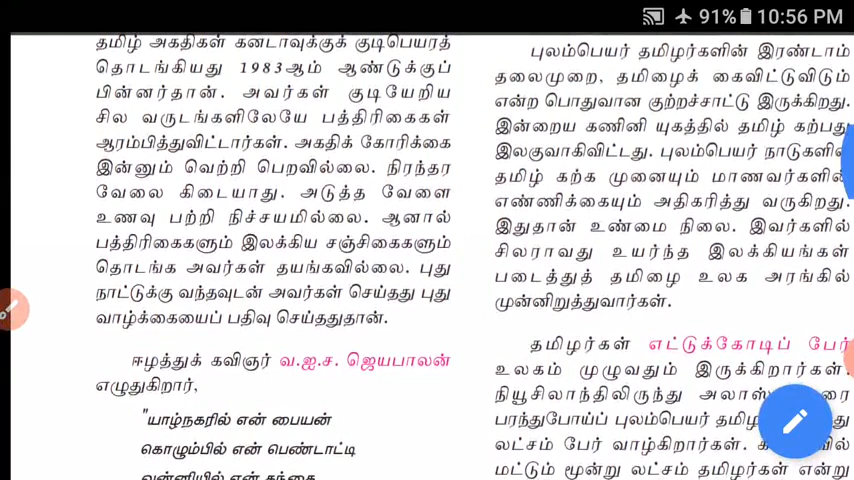 91% 10:56 PM
தமிழ் அகதிகள் கனடாவுக்குக் குடிபெயரத்
தொடங்கியது 1983ஆம் ஆண்டுக்குப்
பின்னர்தான். அவர்கள் குடியேறிய
சில வருடங்களிலேயே பத்திரிகைகள்
ஆரம்பித்துவிட்டார்கள். அகதிக் கோரிக்கை
இன்னும் வெற்றி பெறவில்லை. நிரந்தர
வேலை கிடையாது. அடுத்த வேளை
உணவு பற்றி நிச்சயமில்லை. ஆனால்
பத்திரிகைகளும் இலக்கிய சஞ்சிகைகளும்
தொடங்க அவர்கள் தயங்கவில்லை. புது
நாட்டுக்கு வந்தவுடன் அவர்கள் செய்தது புது
வாழ்க்கையைப் பதிவு செய்ததுதான்.
ஈழத்துக் கவிஞர் வ.ஐ.ச. ஜெயபாலன்
எழுதுகிறார்,
"யாழ்நகரில் என் பையன்
கொழும்பில் என் பெண்டாட்டி
வன்னியில் என் தந்தை
புலம்பெயர் தமிழர்களின் இரண்டாம்
தலைமுறை, தமிழைக் கைவிட்டுவிடும்
என்ற பொதுவான குற்றச்சாட்டு இருக்கிறது.
இன்றைய கணினி யுகத்தில் தமிழ் கற்பது
இலகுவாகிவிட்டது. புலம்பெயர் நாடுகளின்
தமிழ் கற்க முனையும் மாணவர்களின்
எண்ணிக்கையும் அதிகரித்து வருகிறது.
இதுதான் உண்மை நிலை. இவர்களில்
சிலராவது உயர்ந்த இலக்கியங்கள்
படைத்துத் தமிழை உலக அரங்கில்
முன்னிறுத்துவார்கள்.
தமிழர்கள் எட்டுக்கோடிப் பேர்
உலகம் முழுவதும் இருக்கிறார்கள்.
நியூசிலாந்திலிருந்து
பரந்துபோய்ப் புலம்பெயர்
லட்சம் பேர் வாழ்கிறார்கள்.
மட்டும் மூன்று லட்சம் தமிழர்கள் என்று